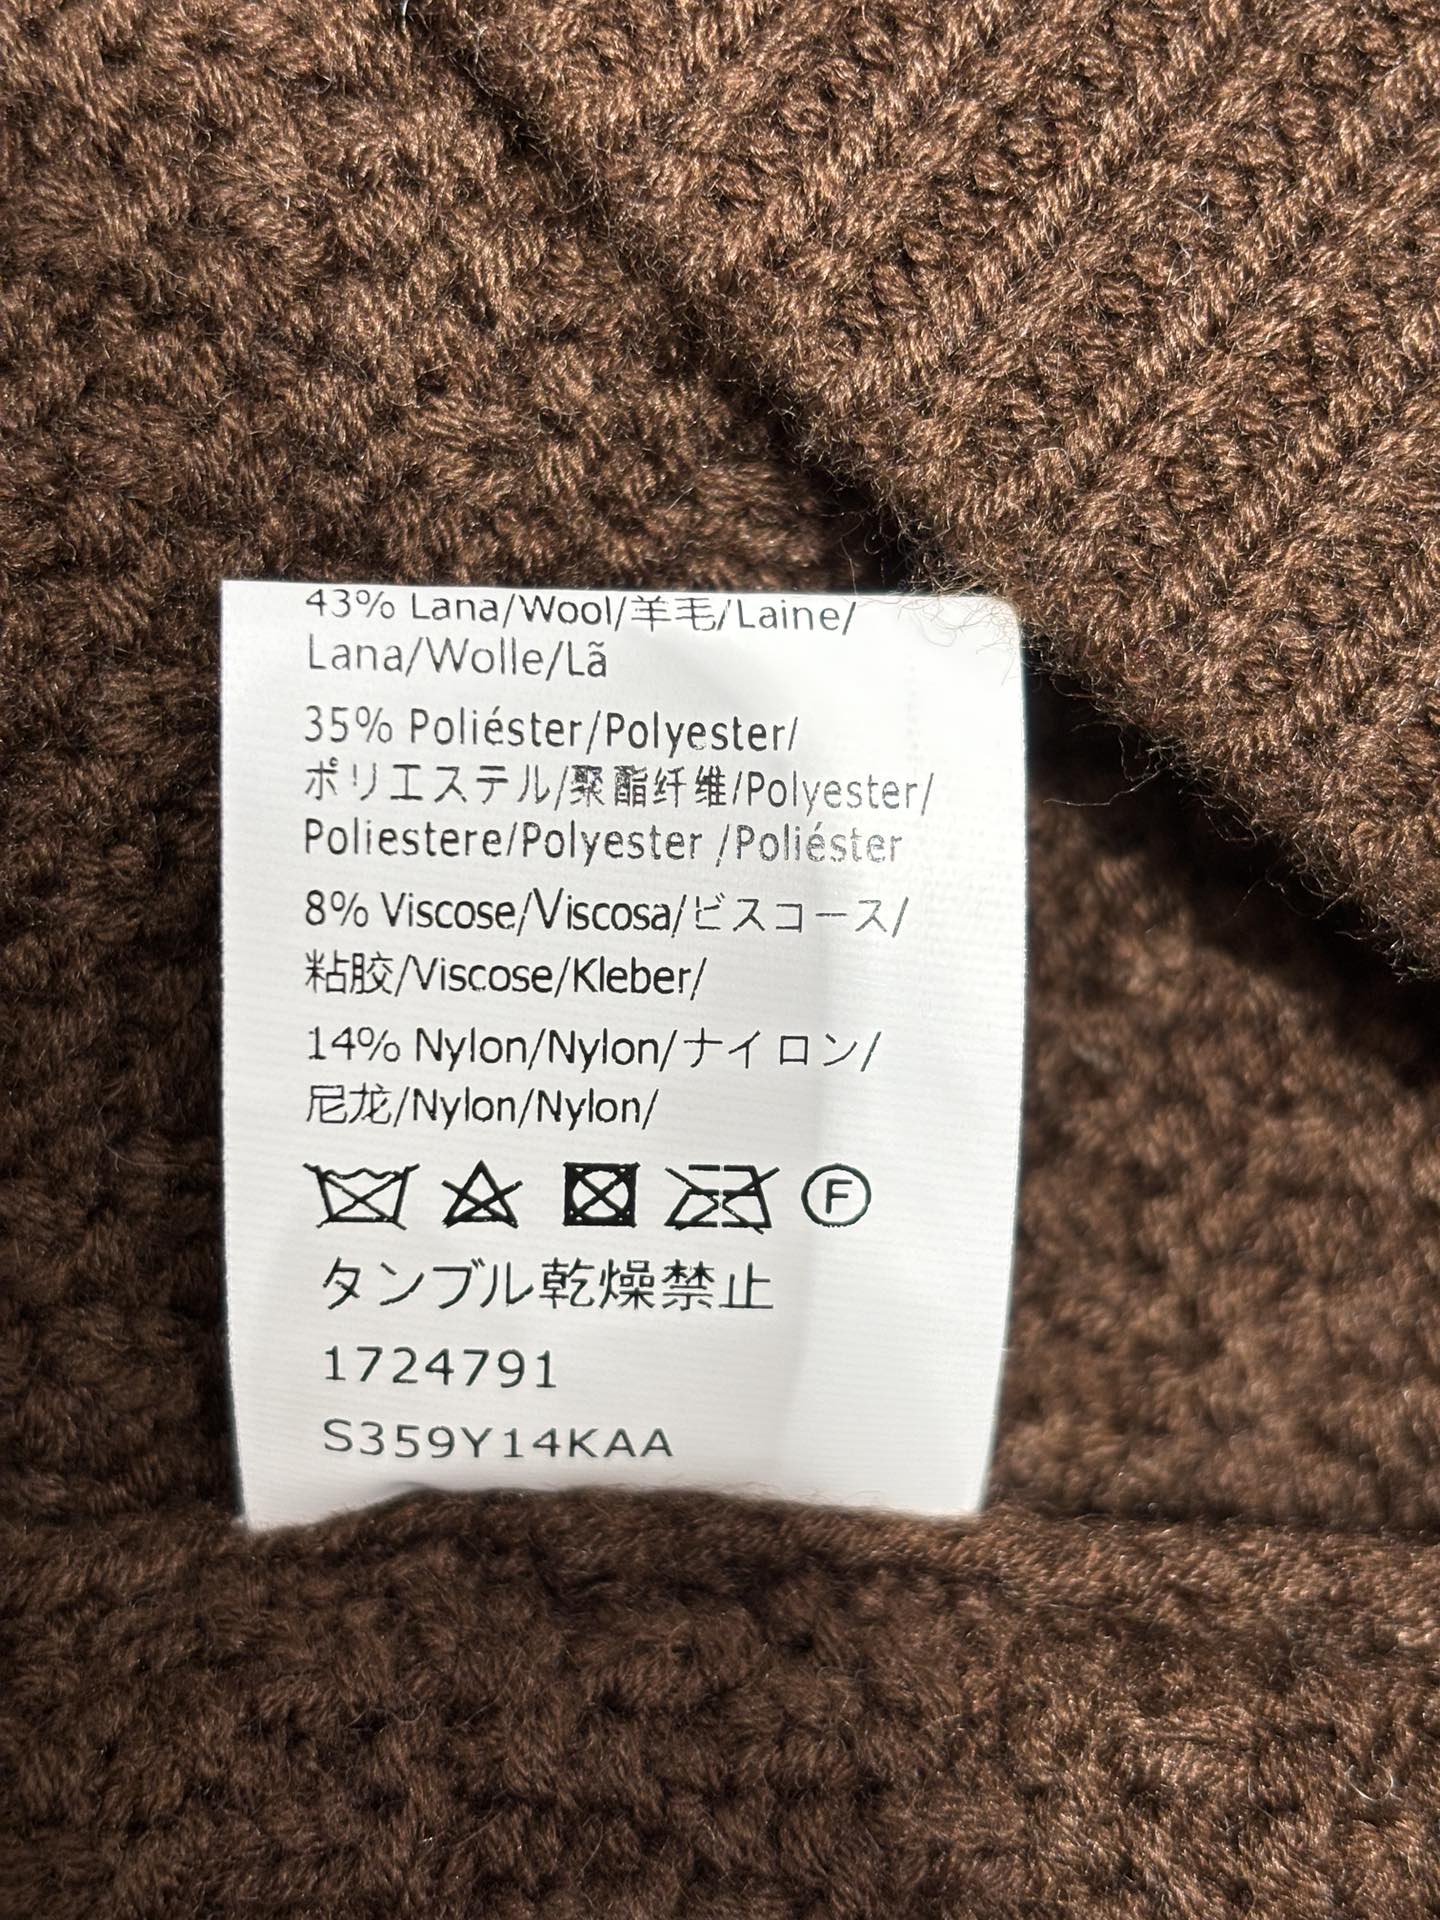 43% Lana/Wool/羊毛/Laine/
Lana/Wolle/Lã
35% Poliéster/Polyester/
ポリエステル/聚酯纤维/Polyester/
Poliestere/Polyester /Poliéster
8% Viscose/Viscosa/ビスコース/
粘胶/Viscose/Kleber/
14% Nylon/Nylon/ナイロン/
尼龙/Nylon/Nylon/
F
タンブル乾燥禁止
1724791
S359Y14KAA